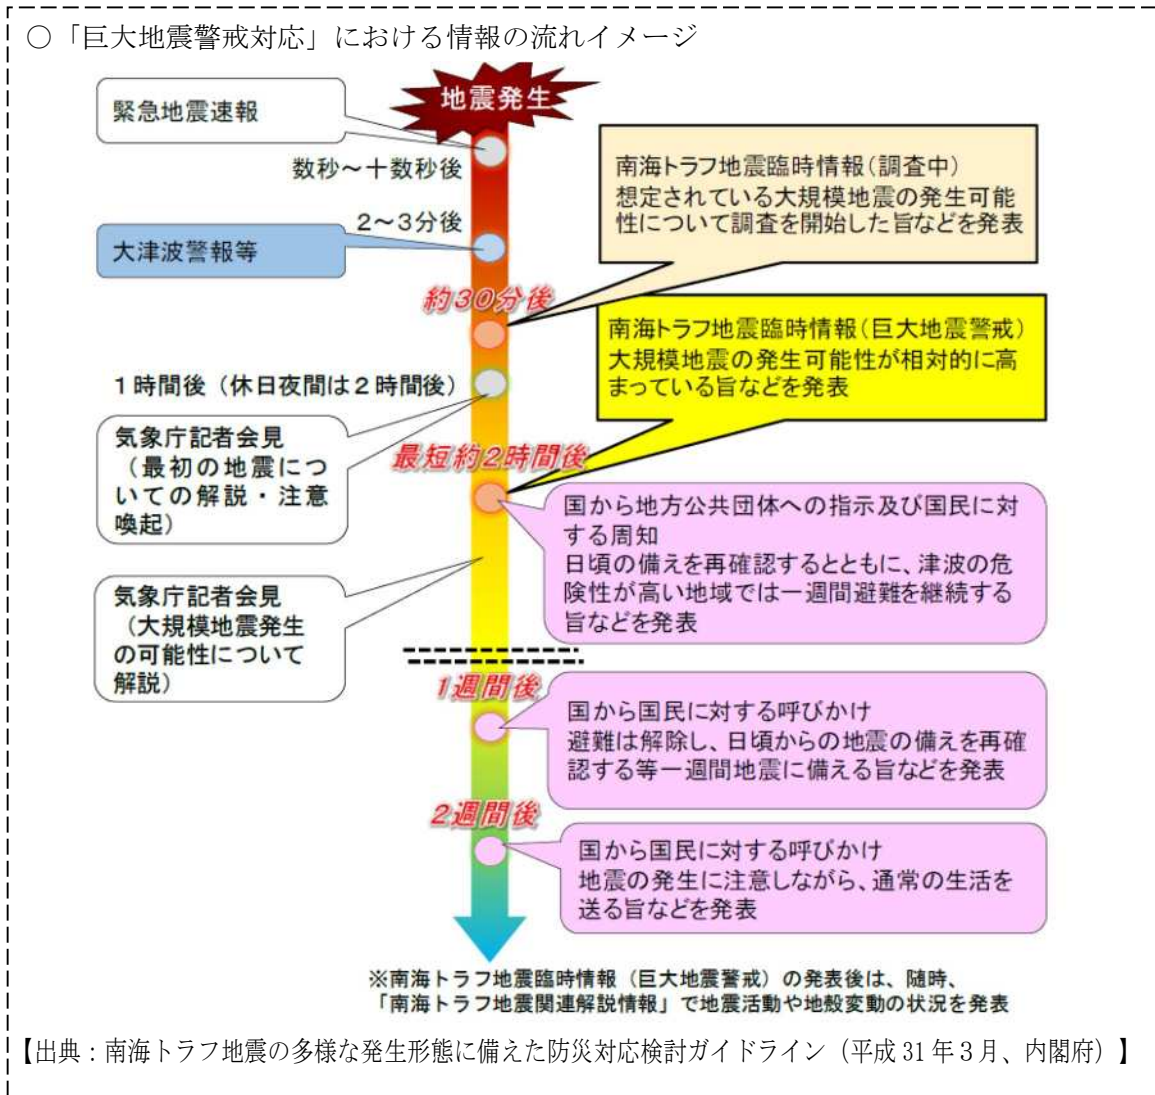 ○「巨大地震警戒対応」における情報の流れイメージ
地震発生
緊急地震速報
数秒～十数秒後
南海トラフ地震臨時情報（調査中）
想定されている大規模地震の発生可能
性について調査を開始した旨などを発表
2～3分後
大津波警報等
約30分後
南海トラフ地震臨時情報（巨大地震警戒）
大規模地震の発生可能性が相対的に高
まっている旨などを発表
1時間後（休日夜間は2時間後）
気象庁記者会見
（最初の地震につ
いての解説・注意
喚起）
最短約2時間後
国から地方公共団体への指示及び国民に対
する周知
日頃の備えを再確認するとともに、津波の危
険性が高い地域では一週間避難を継続する
旨などを発表
気象庁記者会見
（大規模地震発生
の可能性について
解説）
1週間後
国から国民に対する呼びかけ
避難は解除し、日頃からの地震の備えを再確
認する等一週間地震に備える旨などを発表
2週間後
国から国民に対する呼びかけ
地震の発生に注意しながら、通常の生活を
送る旨などを発表
※南海トラフ地震臨時情報（巨大地震警戒）の発表後は、随時、
「南海トラフ地震関連解説情報」で地震活動や地殻変動の状況を発表
【出典：南海トラフ地震の多様な発生形態に備えた防災対応検討ガイドライン（平成31年3月、内閣府）】